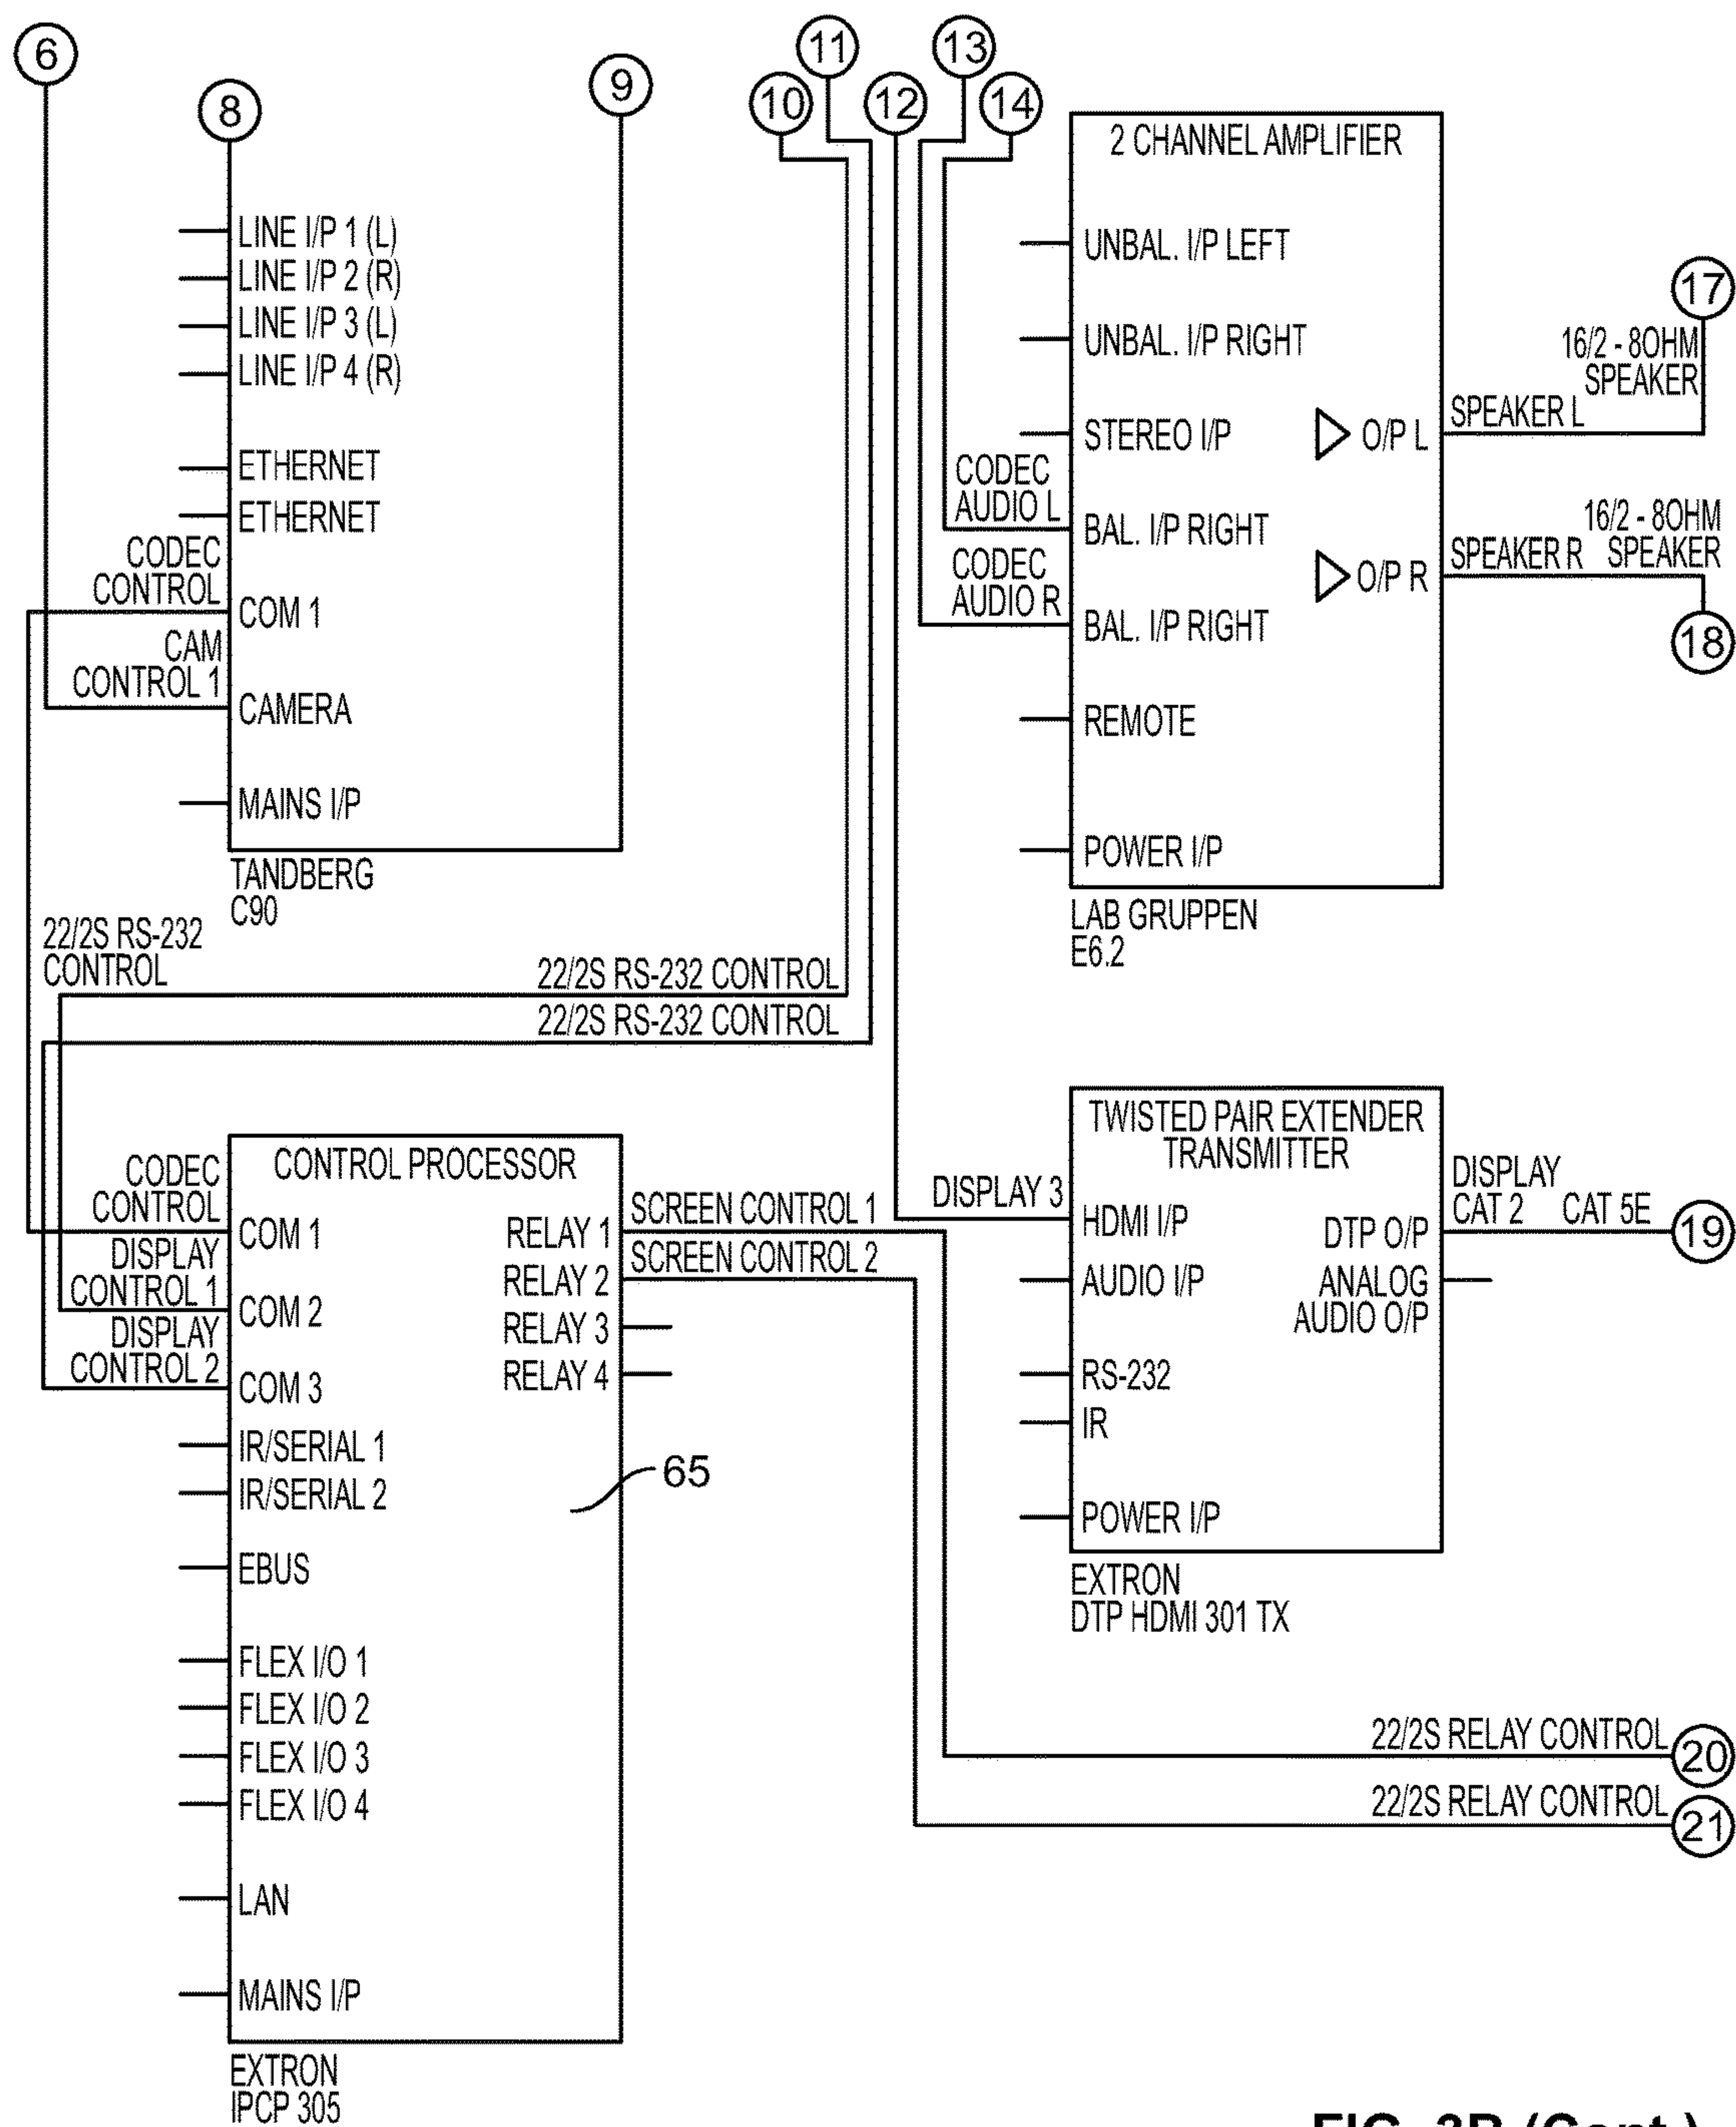 6
8
9
10
11
12
13
14
LINE I/P 1 (L)
LINE I/P 2 (R)
LINE I/P 3 (L)
LINE I/P 4 (R)
ETHERNET
ETHERNET
CODEC
CONTROL
COM 1
CAM
CONTROL 1
CAMERA
MAINS I/P
TANDBERG
C90
2 CHANNEL AMPLIFIER
UNBAL. I/P LEFT
UNBAL. I/P RIGHT
STEREO I/P
CODEC
AUDIO L
BAL. I/P RIGHT
CODEC
AUDIO R
BAL. I/P RIGHT
REMOTE
POWER I/P
O/P L
O/P R
SPEAKER L
16/2 - 8OHM
SPEAKER
17
SPEAKER R
16/2 - 8OHM
SPEAKER
18
LAB GRUPPEN
E6.2
22/2S RS-232
CONTROL
22/2S RS-232 CONTROL
22/2S RS-232 CONTROL
CONTROL PROCESSOR
CODEC
CONTROL
COM 1
DISPLAY
CONTROL 1
COM 2
DISPLAY
CONTROL 2
COM 3
IR/SERIAL 1
IR/SERIAL 2
EBUS
FLEX I/O 1
FLEX I/O 2
FLEX I/O 3
FLEX I/O 4
LAN
MAINS I/P
RELAY 1
RELAY 2
RELAY 3
RELAY 4
SCREEN CONTROL 1
SCREEN CONTROL 2
65
EXTRON
IPCP 305
TWISTED PAIR EXTENDER
TRANSMITTER
DISPLAY 3
HDMI I/P
AUDIO I/P
RS-232
IR
POWER I/P
DTP O/P
ANALOG
AUDIO O/P
DISPLAY
CAT 2
CAT 5E
19
EXTRON
DTP HDMI 301 TX
22/2S RELAY CONTROL
20
22/2S RELAY CONTROL
21
FIG. 3B (Cont.)